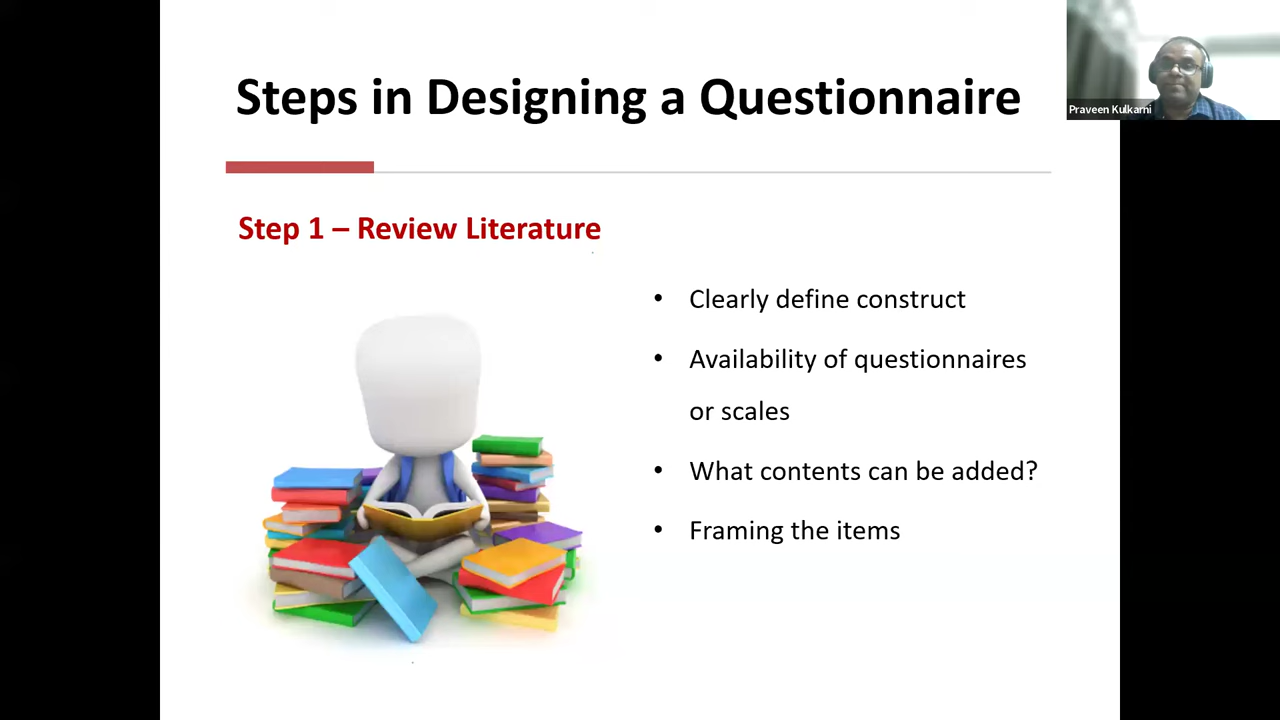 Steps in Designing a Questionnaire
Praveen Kulkarni
Step 1 – Review Literature
• Clearly define construct
• Availability of questionnaires
or scales
• What contents can be added?
• Framing the items